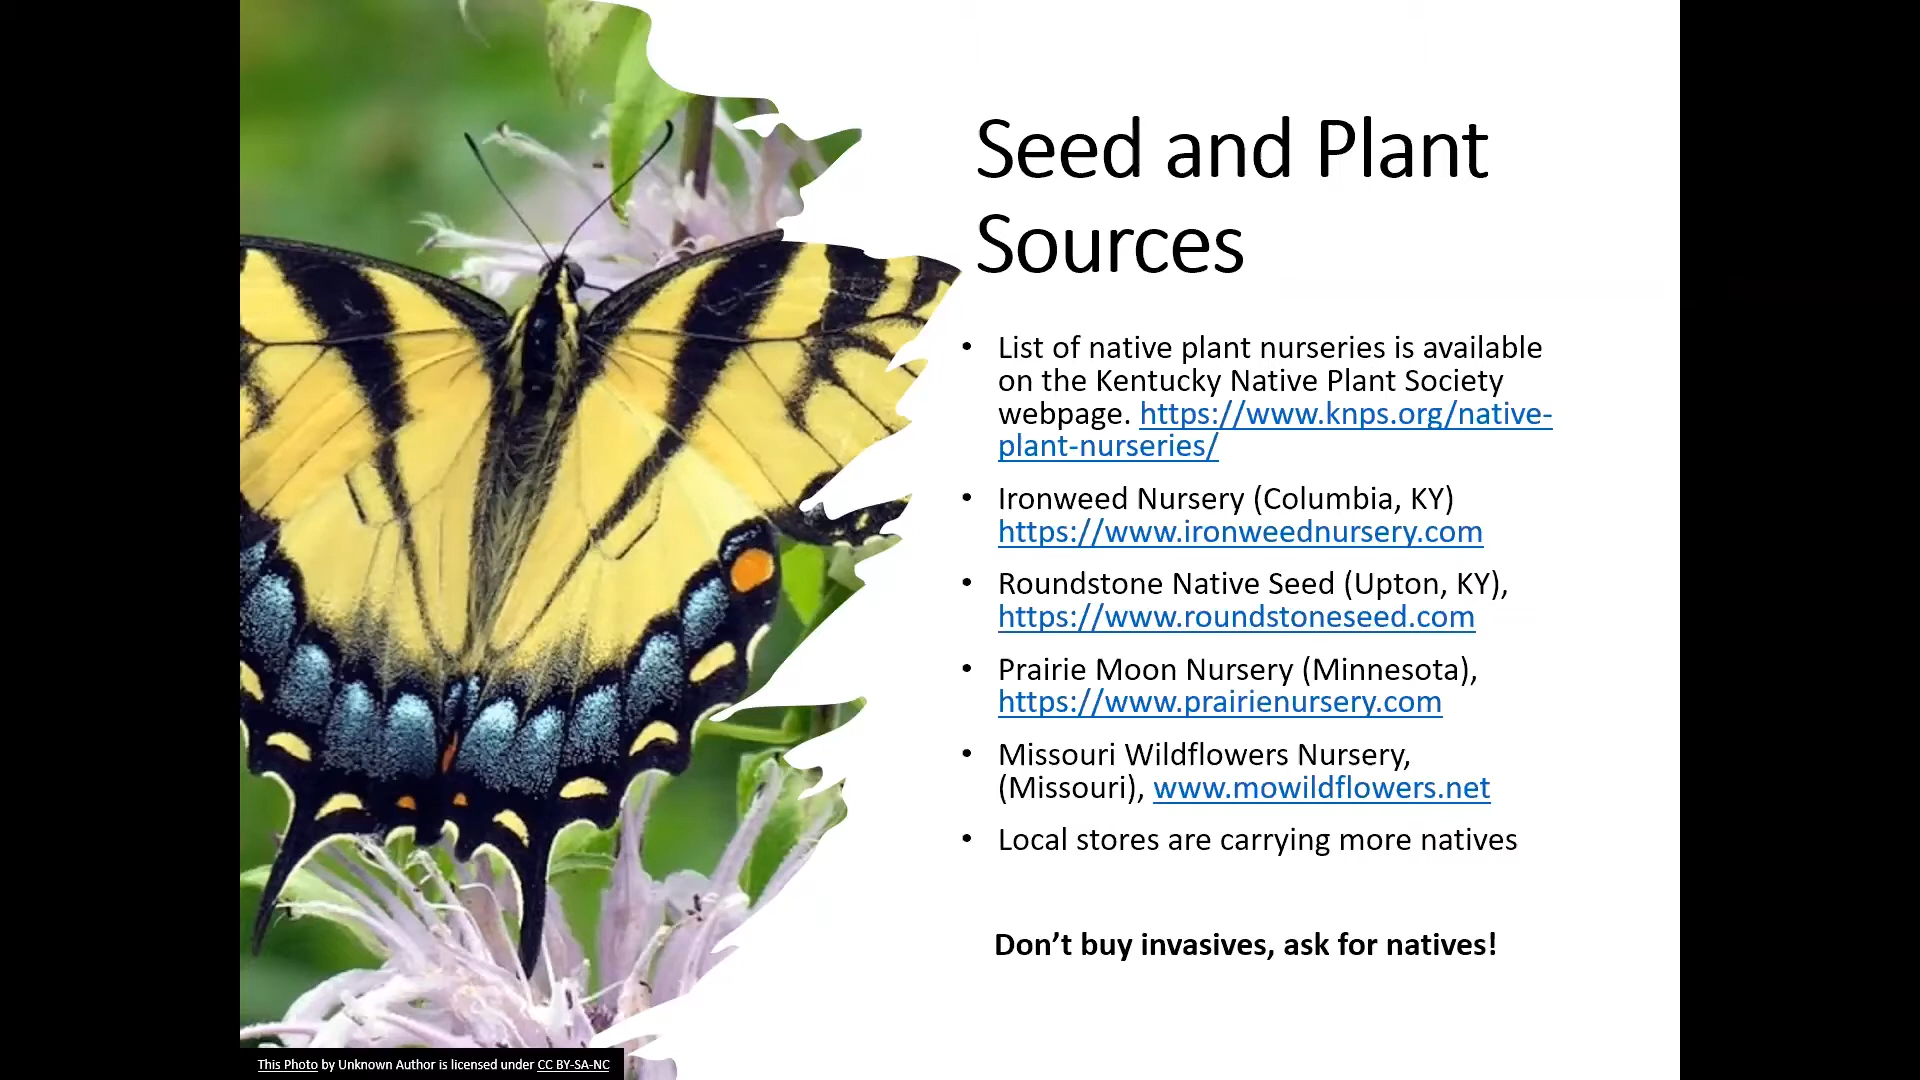 Seed and Plant
Sources
• List of native plant nurseries is available
on the Kentucky Native Plant Society
webpage. https://www.knps.org/native-
plant-nurseries/
• Ironweed Nursery (Columbia, KY)
https://www.ironweednursery.com
• Roundstone Native Seed (Upton, KY),
https://www.roundstoneseed.com
• Prairie Moon Nursery (Minnesota),
https://www.prairienursery.com
• Missouri Wildflowers Nursery,
(Missouri), www.mowildflowers.net
• Local stores are carrying more natives
Don’t buy invasives, ask for natives!
This Photo by Unknown Author is licensed under CC BY-SA-NC